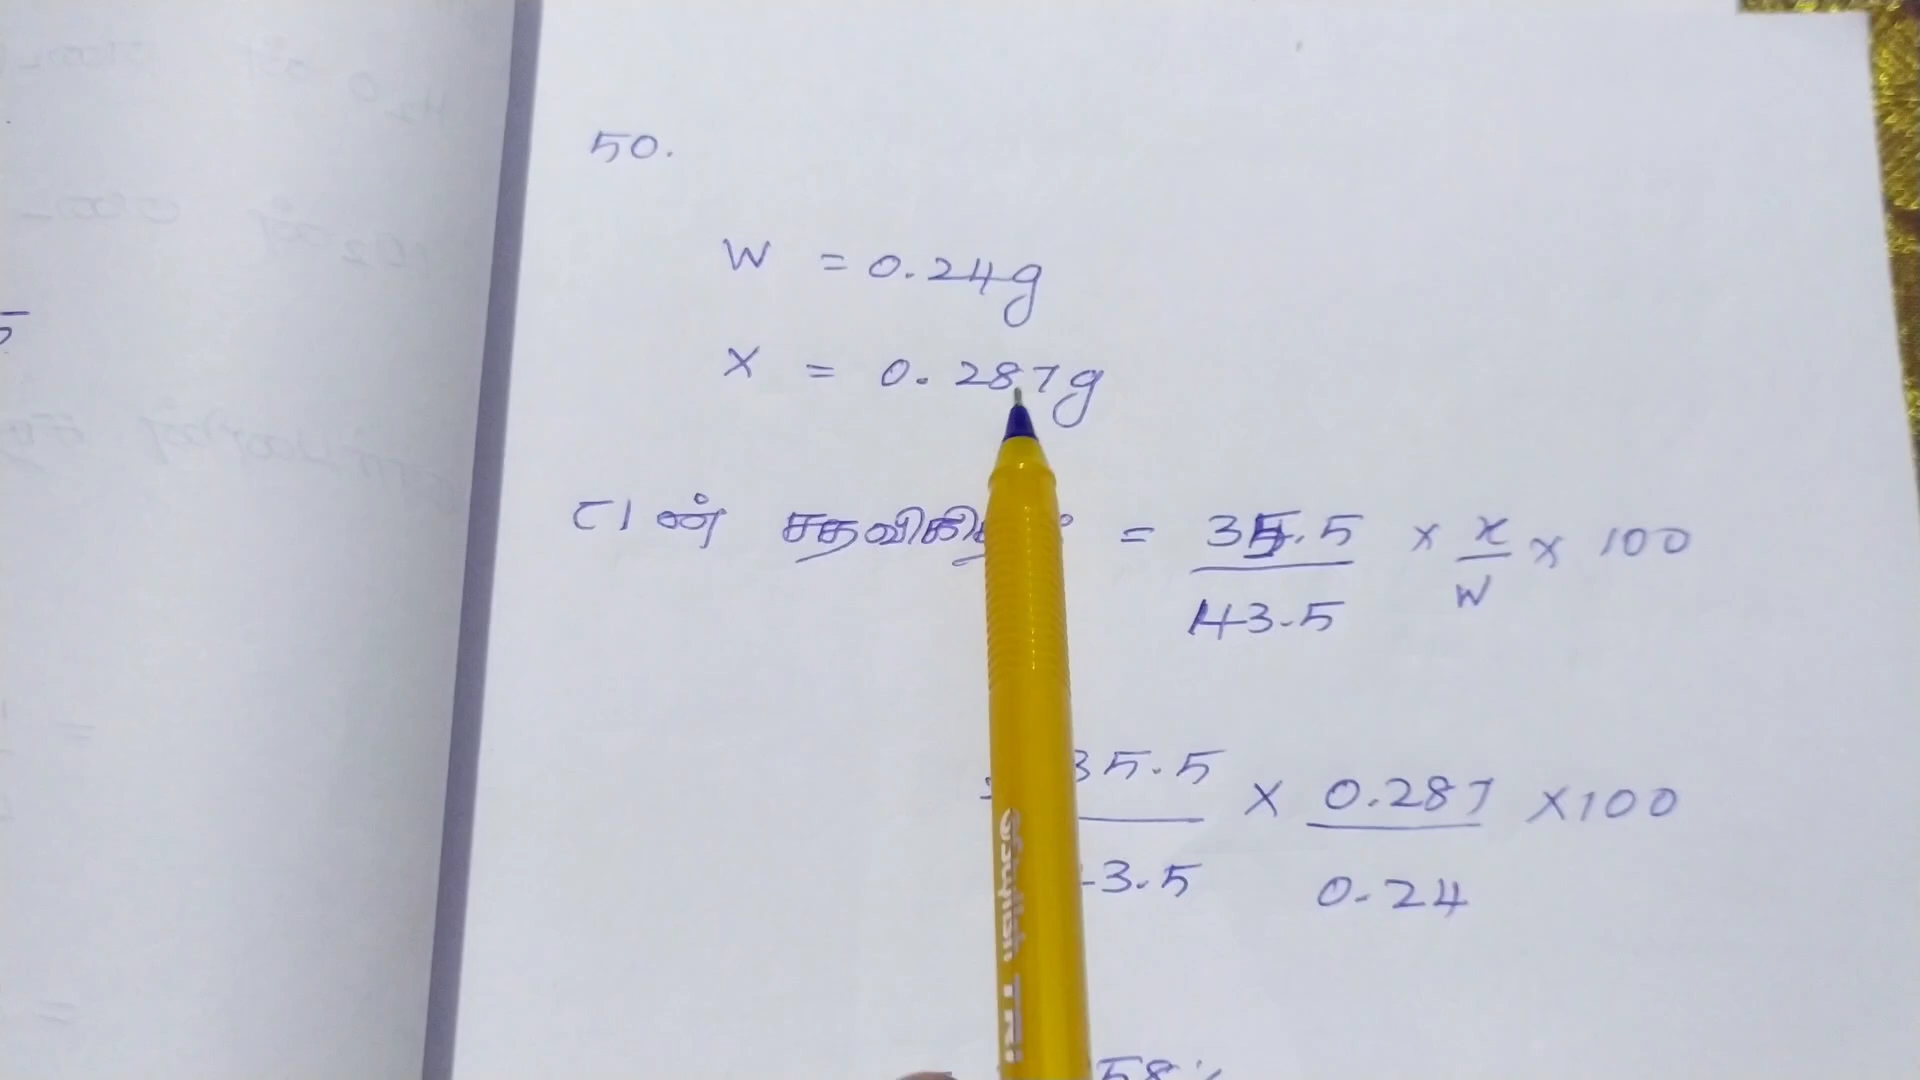 50.
W = 0.24g
X = 0.287g
Cl ன் = 35.5 × x × 100
143.5 W
35.5 × 0.287 × 100
3.5 0.24
58%